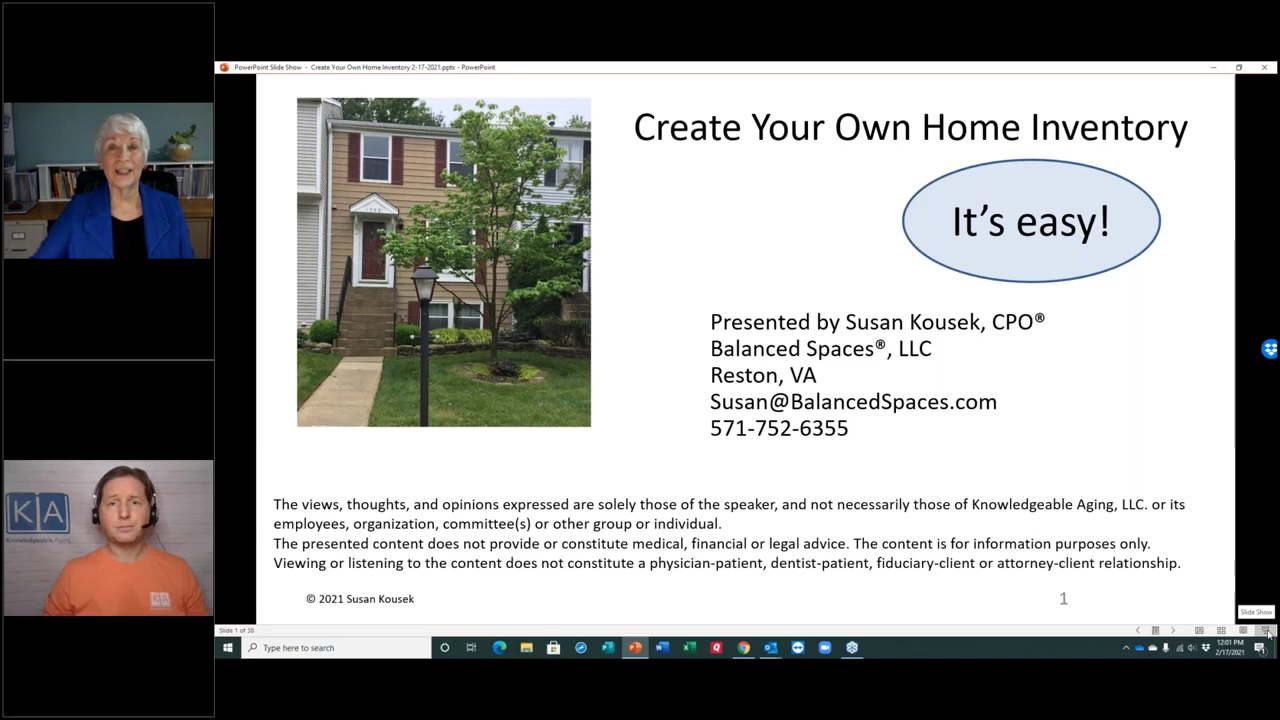 PowerPoint Slide Show - Create Your Own Home Inventory 2-17-2021.pptx - PowerPoint
Create Your Own Home Inventory
It's easy!
Presented by Susan Kousek, CPO®
Balanced Spaces®, LLC
Reston, VA
Susan@BalancedSpaces.com
571-752-6355
The views, thoughts, and opinions expressed are solely those of the speaker, and not necessarily those of Knowledgeable Aging, LLC. or its
employees, organization, committee(s) or other group or individual.
The presented content does not provide or constitute medical, financial or legal advice. The content is for information purposes only.
Viewing or listening to the content does not constitute a physician-patient, dentist-patient, fiduciary-client or attorney-client relationship.
© 2021 Susan Kousek
1
Slide Show
Slide 1 of 38
Type here to search
12:01 PM
2/17/2021
KA
Knowledgeable Aging
KA